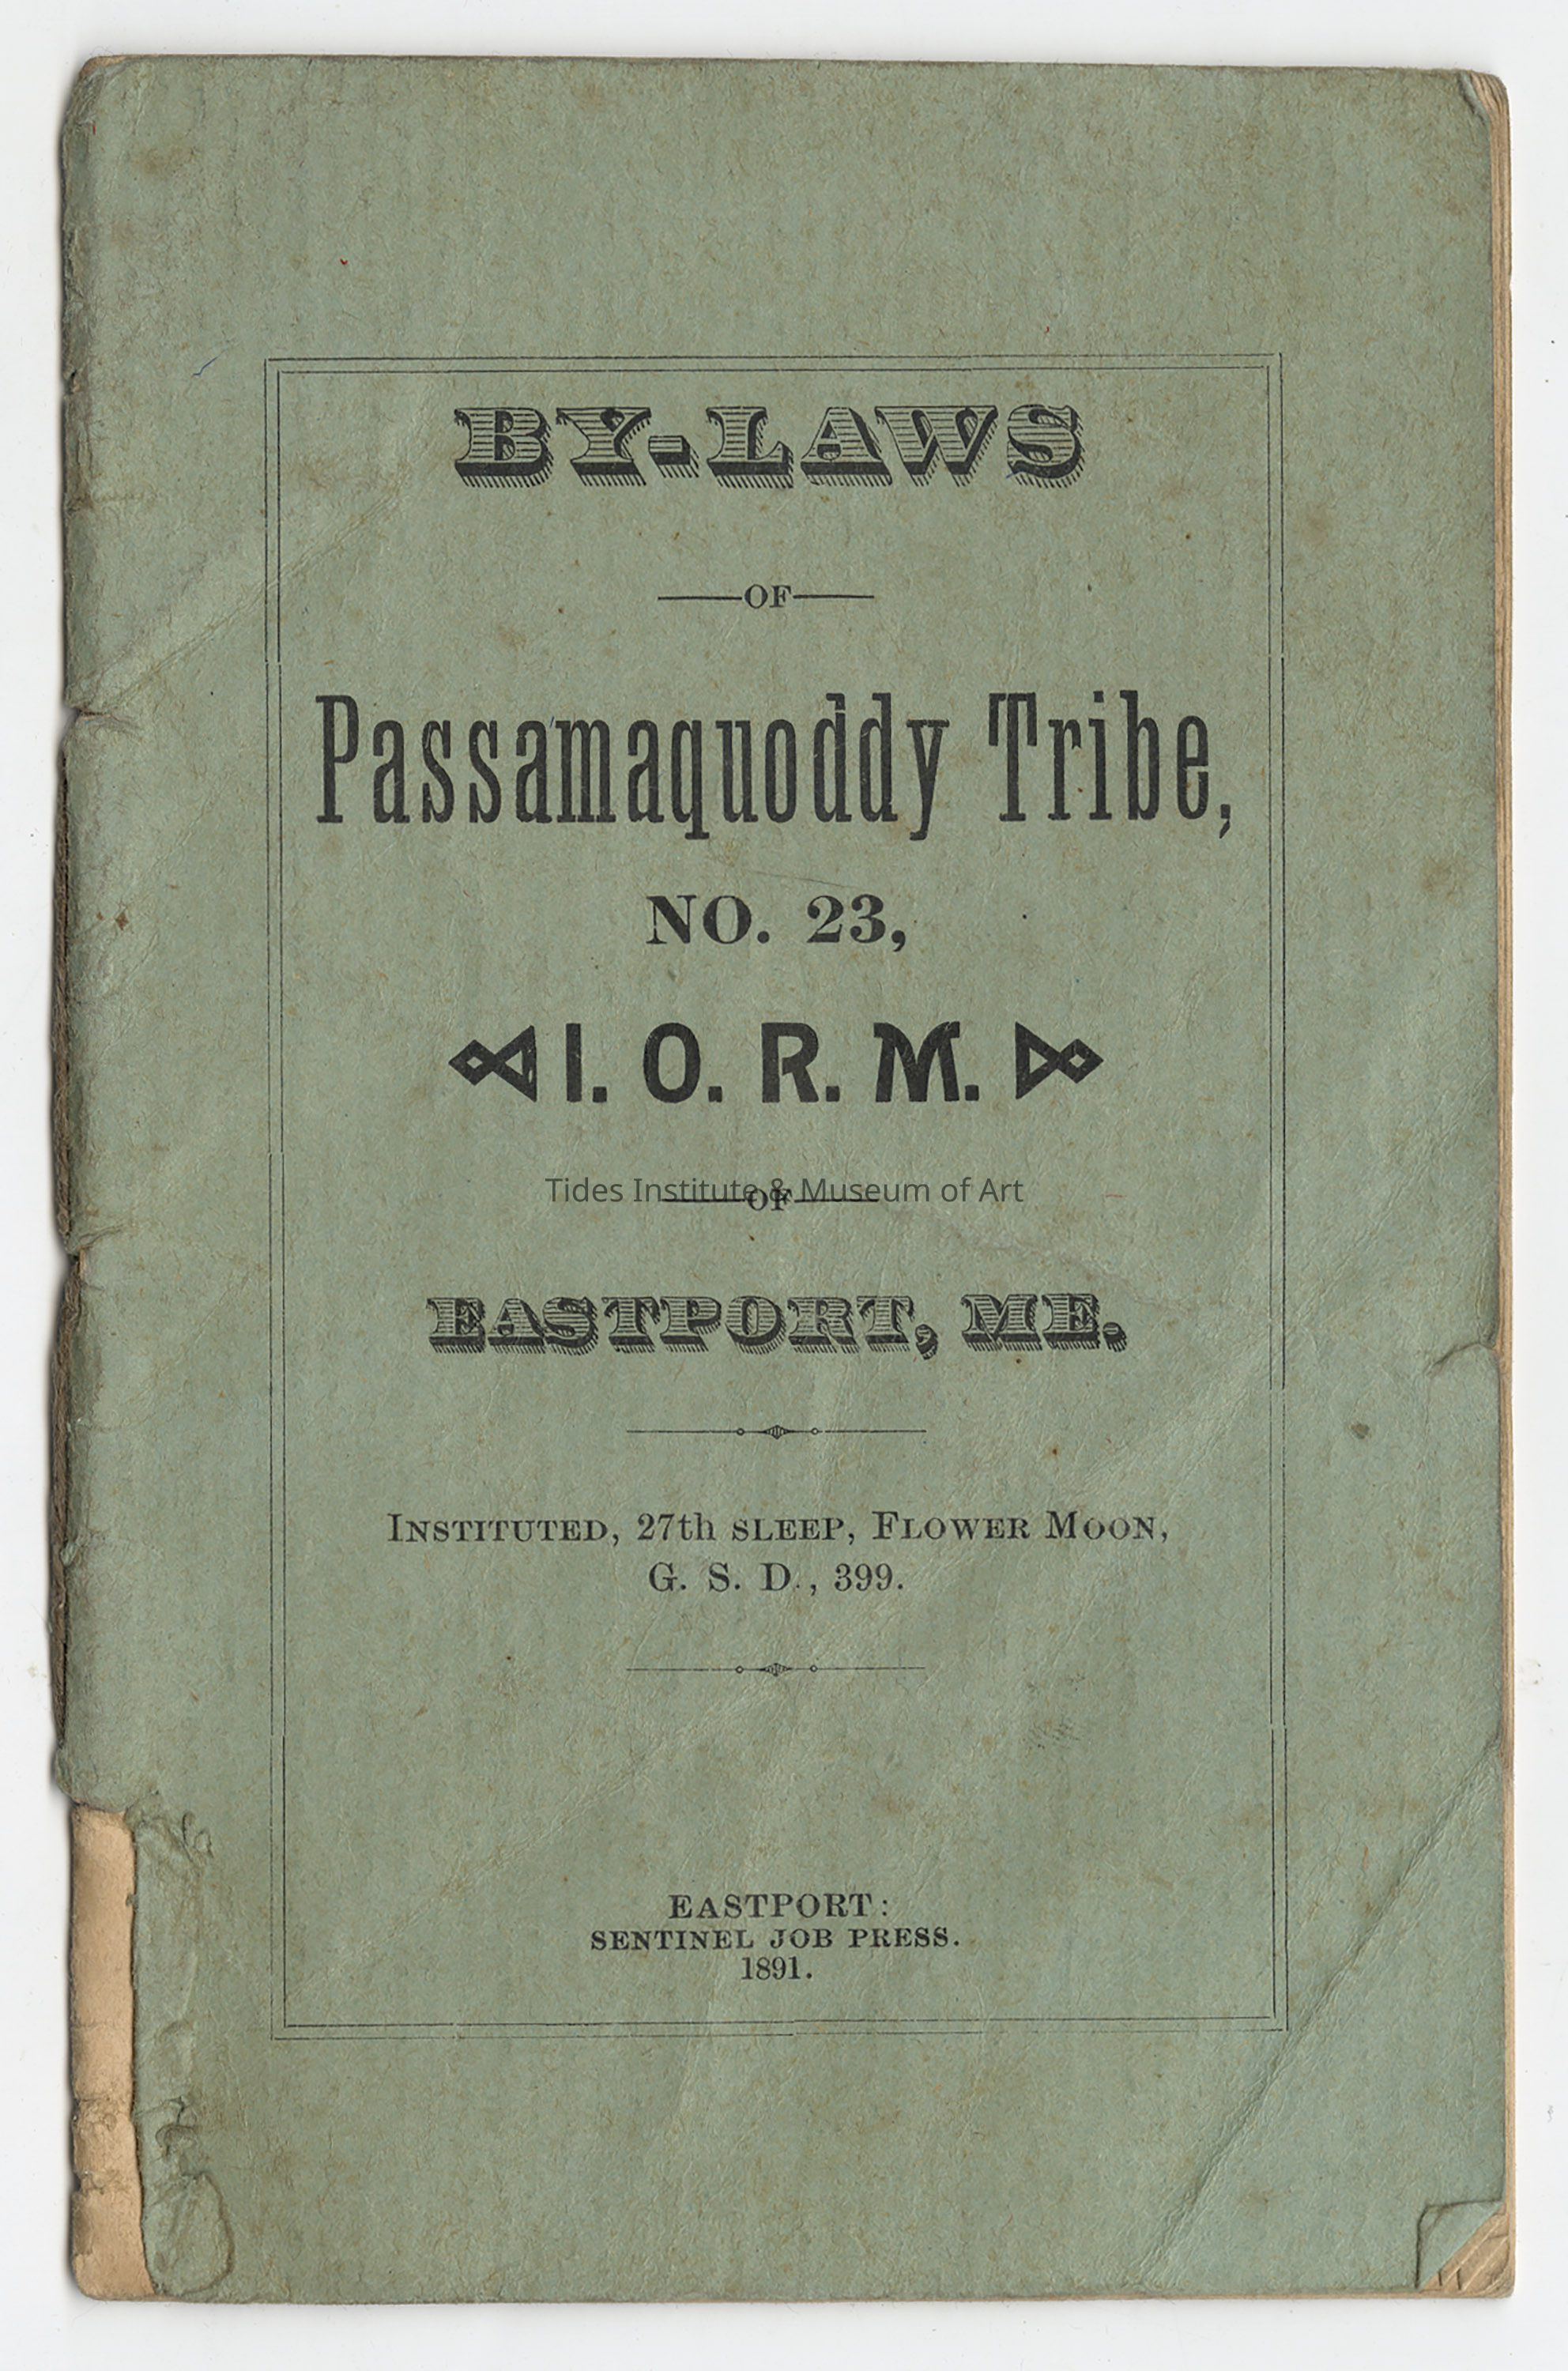 BY-LAWS
OF
Passamaquoddy Tribe,
NO. 23,
I. O. R. M.
OF
Tides Institute & Museum of Art
EASTPORT, ME.
INSTITUTED, 27th SLEEP, FLOWER MOON,
G. S. D., 399.
EASTPORT:
SENTINEL JOB PRESS.
1891.